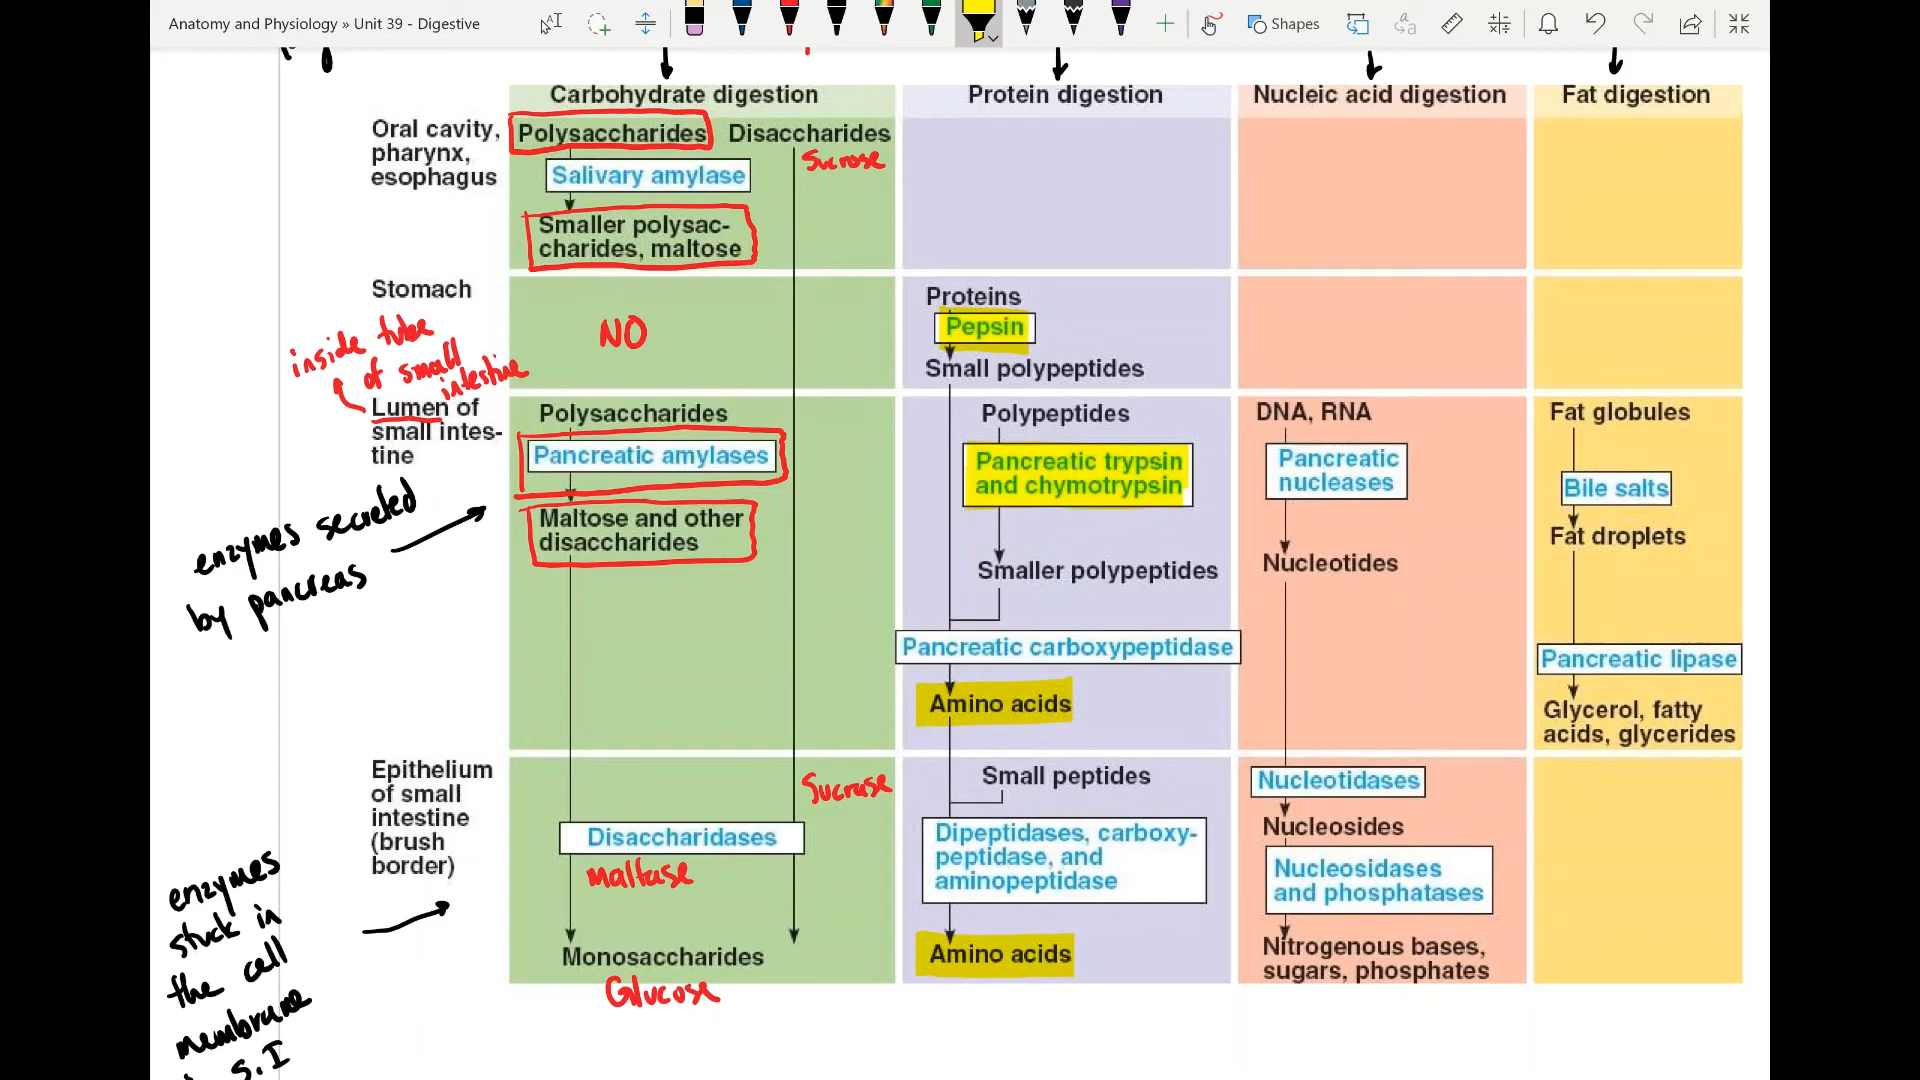 Anatomy and Physiology » Unit 39 - Digestive
Shapes
Carbohydrate digestion
Protein digestion
Nucleic acid digestion
Fat digestion
Oral cavity,
pharynx,
esophagus
Polysaccharides
Disaccharides
Sucrose
Salivary amylase
Smaller polysac-
charides, maltose
Stomach
NO
Proteins
Pepsin
Small polypeptides
inside tube
of small
intestine
Lumen of
small intes-
tine
Polysaccharides
Pancreatic amylases
Maltose and other
disaccharides
Polypeptides
Pancreatic trypsin
and chymotrypsin
Smaller polypeptides
Pancreatic carboxypeptidase
Amino acids
DNA, RNA
Pancreatic
nucleases
Nucleotides
Fat globules
Bile salts
Fat droplets
Pancreatic lipase
Glycerol, fatty
acids, glycerides
enzymes secreted
by pancreas
Epithelium
of small
intestine
(brush
border)
Sucrase
Disaccharidases
maltase
Monosaccharides
Glucose
Small peptides
Dipeptidases, carboxy-
peptidase, and
aminopeptidase
Amino acids
Nucleotidases
Nucleosides
Nucleosidases
and phosphatases
Nitrogenous bases,
sugars, phosphates
enzymes
stuck in
the cell
membrane
S.I